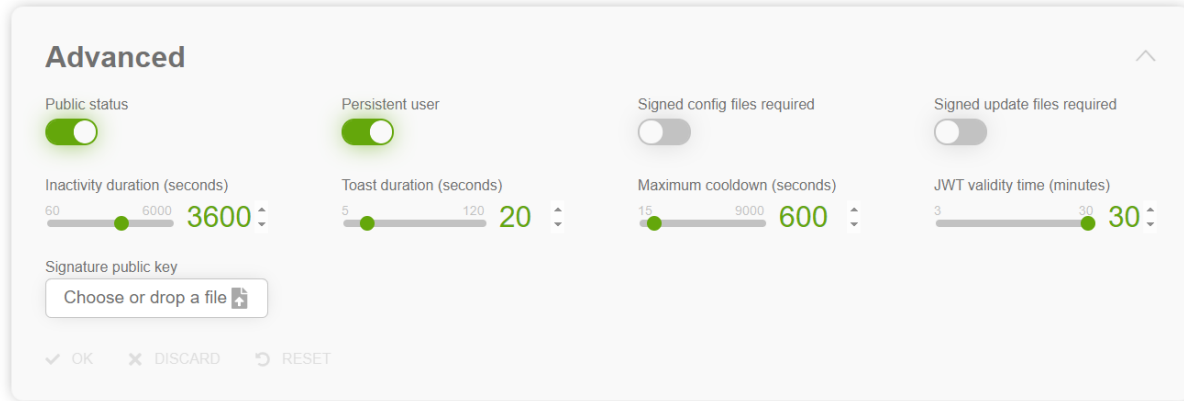 Advanced
Public status Persistent user Signed config files required Signed update files required
Inactivity duration (seconds) Toast duration (seconds) Maximum cooldown (seconds) JWT validity time (minutes)
60 6000 3600 5 120 20 15 9000 600 3 30 30
Signature public key
Choose or drop a file
OK DISCARD RESET